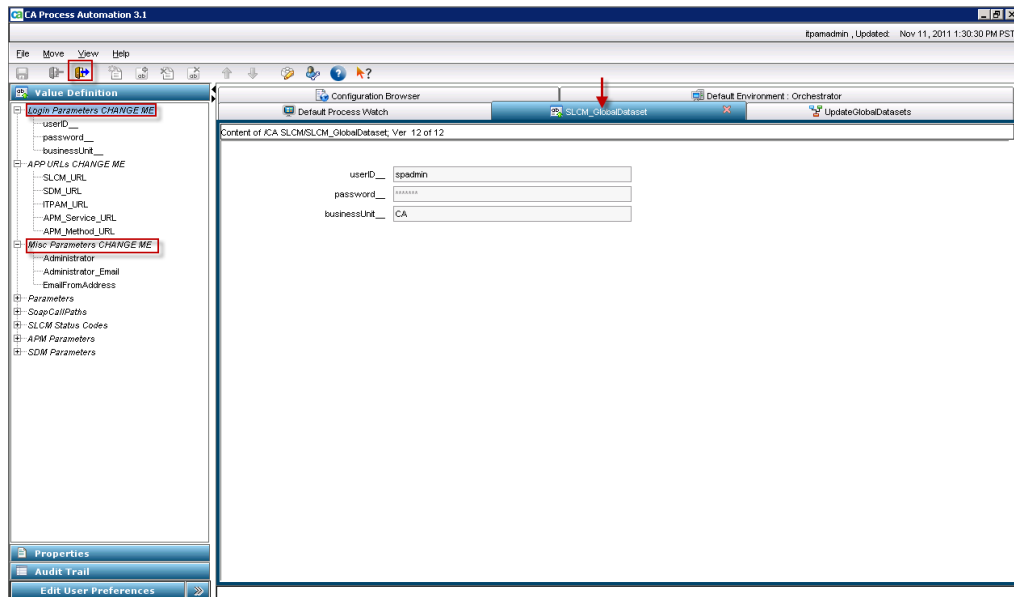 CA Process Automation 3.1
itpamadmin , Updated: Nov 11, 2011 1:30:30 PM PST
File Move View Help
Value Definition
Login Parameters CHANGE ME
userID__
password__
businessUnit__
APP URLs CHANGE ME
SLCM_URL
SDM_URL
ITPAM_URL
APM_Service_URL
APM_Method_URL
Misc Parameters CHANGE ME
Administrator
Administrator_Email
EmailFromAddress
Parameters
SoapCallPaths
SLCM Status Codes
APM Parameters
SDM Parameters
Properties
Audit Trail
Edit User Preferences
Configuration Browser
Default Environment : Orchestrator
Default Process Watch
SLCM_GlobalDataset
UpdateGlobalDatasets
Content of /CA SLCM/SLCM_GlobalDataset; Ver 12 of 12
userID__ spadmin
password__ *******
businessUnit__ CA